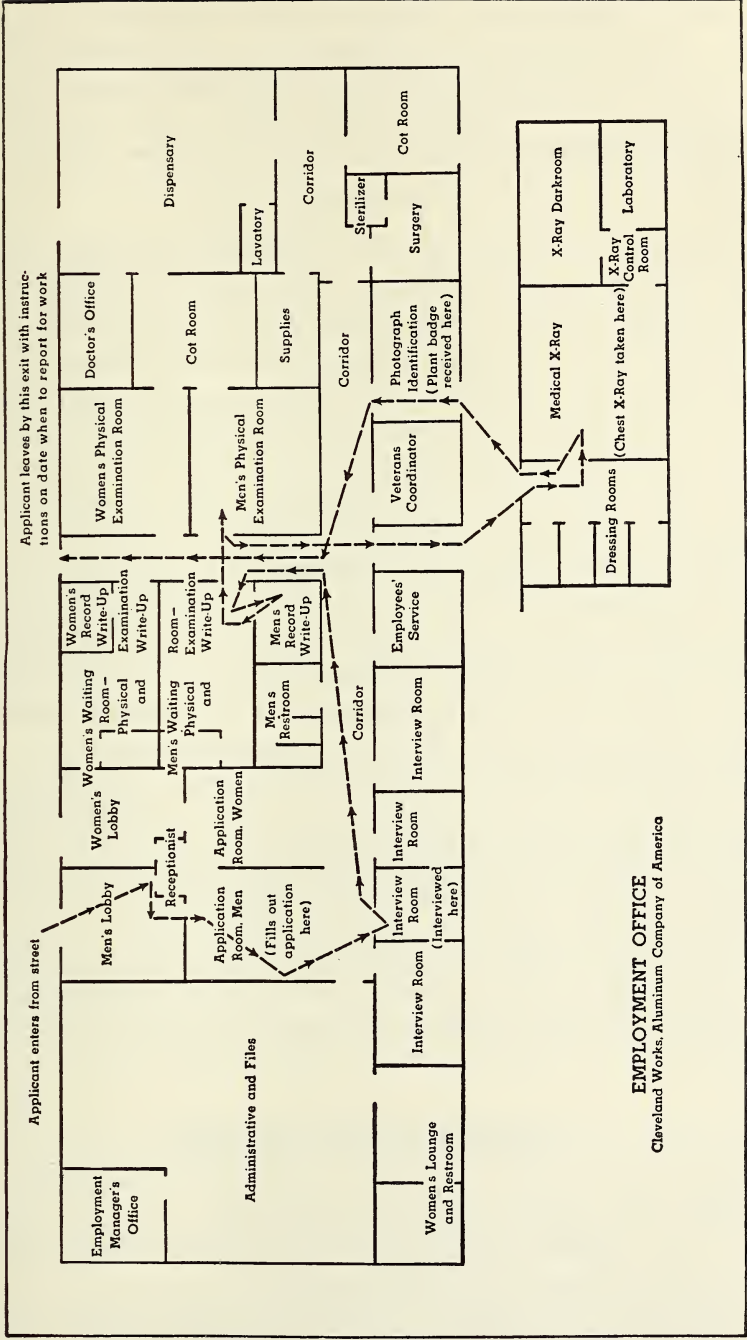 Applicant enters from street
Applicant leaves by this exit with instruc-
tions on date when to report for work
Employment
Manager's
Office
Administrative and Files
Men's Lobby
Receptionist
Women's
Lobby
Application
Room, Men
(Fills out
application
here)
Application
Room, Women
Women's Waiting
Room—
Physical
and
Women's
Record
Write-Up
Examination
Write-Up
Men's Waiting
Physical
and
Room—
Examination
Write-Up
Men's
Restroom
Men's
Record
Write-Up
Women's Physical
Examination Room
Men's Physical
Examination Room
Doctor's Office
Cot Room
Supplies
Dispensary
Lavatory
Corridor
Corridor
Corridor
Women's Lounge
and Restroom
Interview Room
Interview
Room
(Interviewed
here)
Interview
Room
Interview Room
Employees'
Service
Veterans
Coordinator
Photograph
Identification
(Plant badge
received here)
Sterilizer
Surgery
Cot Room
Dressing Rooms
Medical X-Ray
(Chest X-Ray taken here)
X-Ray Darkroom
X-Ray
Control
Room
Laboratory
EMPLOYMENT OFFICE
Cleveland Works, Aluminum Company of America